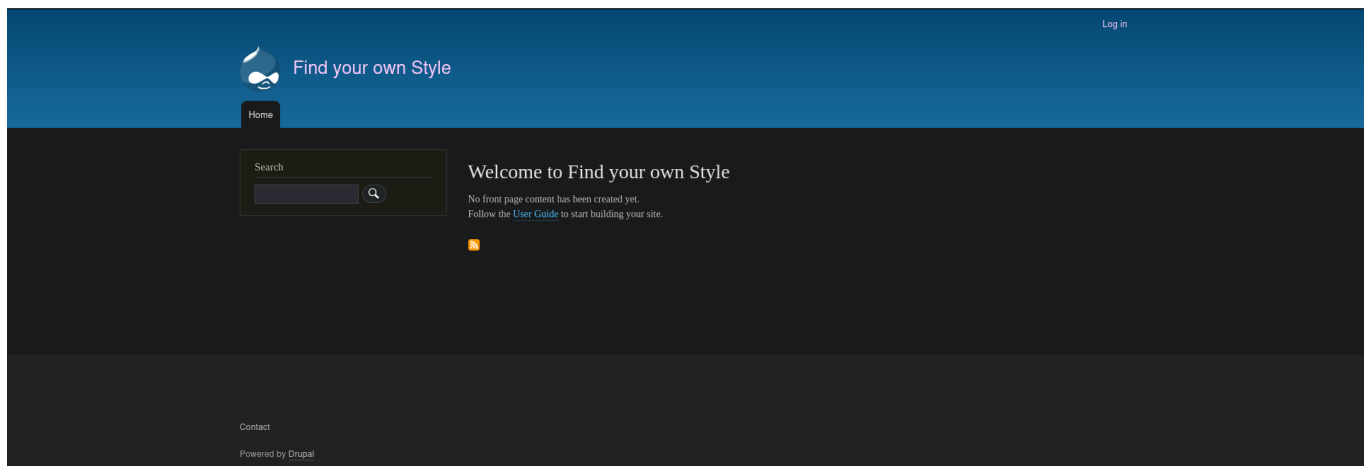 Log in
Find your own Style
Home
Search
Welcome to Find your own Style
No front page content has been created yet.
Follow the User Guide to start building your site.
Contact
Powered by Drupal